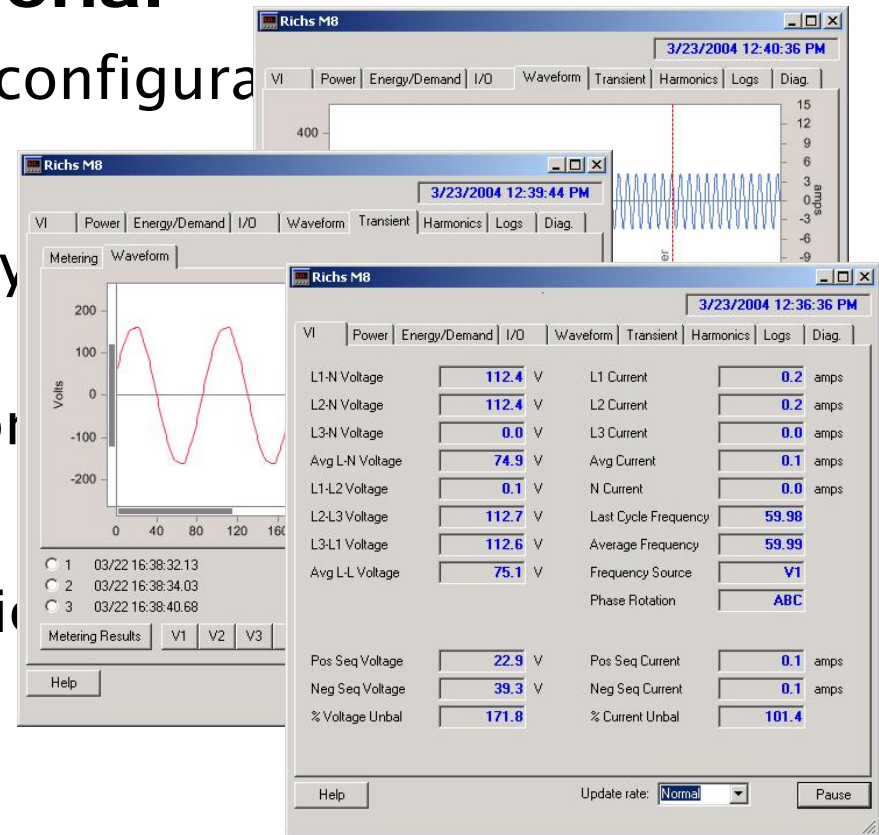 configura
Richs M8
3/23/2004 12:40:36 PM
VI Power Energy/Demand I/O Waveform Transient Harmonics Logs Diag.
400
15
12
9
6
3
0
-3
-6
-9
amps
Richs M8
3/23/2004 12:39:44 PM
VI Power Energy/Demand I/O Waveform Transient Harmonics Logs Diag.
Metering Waveform
200
100
0
-100
-200
Volts
0 40 80 120 160
1 03/22 16:38:32.13
2 03/22 16:38:34.03
3 03/22 16:38:40.68
Metering Results V1 V2 V3
Help
Richs M8
3/23/2004 12:36:36 PM
VI Power Energy/Demand I/O Waveform Transient Harmonics Logs Diag.
L1-N Voltage 112.4 V L1 Current 0.2 amps
L2-N Voltage 112.4 V L2 Current 0.2 amps
L3-N Voltage 0.0 V L3 Current 0.0 amps
Avg L-N Voltage 74.9 V Avg Current 0.1 amps
L1-L2 Voltage 0.1 V N Current 0.0 amps
L2-L3 Voltage 112.7 V Last Cycle Frequency 59.98
L3-L1 Voltage 112.6 V Average Frequency 59.99
Avg L-L Voltage 75.1 V Frequency Source V1
Phase Rotation ABC
Pos Seq Voltage 22.9 V Pos Seq Current 0.1 amps
Neg Seq Voltage 39.3 V Neg Seq Current 0.1 amps
% Voltage Unbal 171.8 % Current Unbal 101.4
Help Update rate: Normal Pause